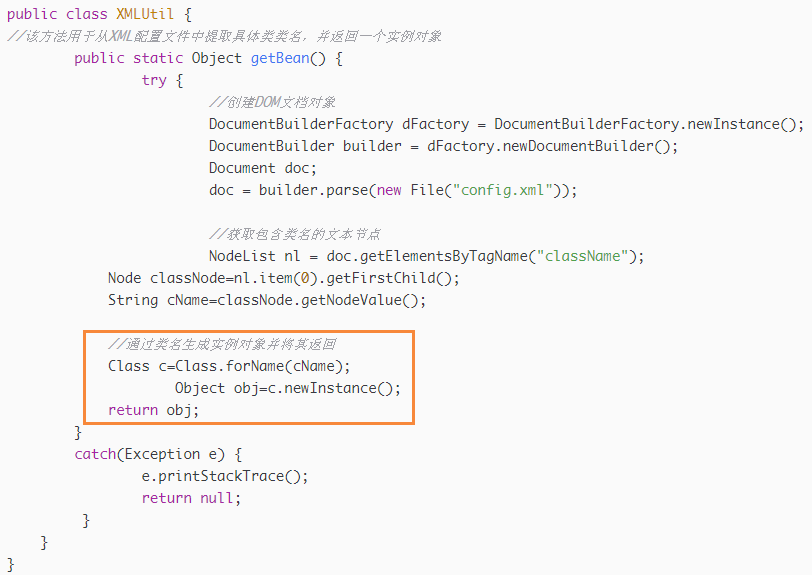 public class XMLUtil {
//该方法用于从XML配置文件中提取具体类类名，并返回一个实例对象
public static Object getBean() {
try {
//创建DOM文档对象
DocumentBuilderFactory dFactory = DocumentBuilderFactory.newInstance();
DocumentBuilder builder = dFactory.newDocumentBuilder();
Document doc;
doc = builder.parse(new File("config.xml"));
//获取包含类名的文本节点
NodeList nl = doc.getElementsByTagName("className");
Node classNode=nl.item(0).getFirstChild();
String cName=classNode.getNodeValue();
//通过类名生成实例对象并将其返回
Class c=Class.forName(cName);
Object obj=c.newInstance();
return obj;
}
catch(Exception e) {
e.printStackTrace();
return null;
}
}
}